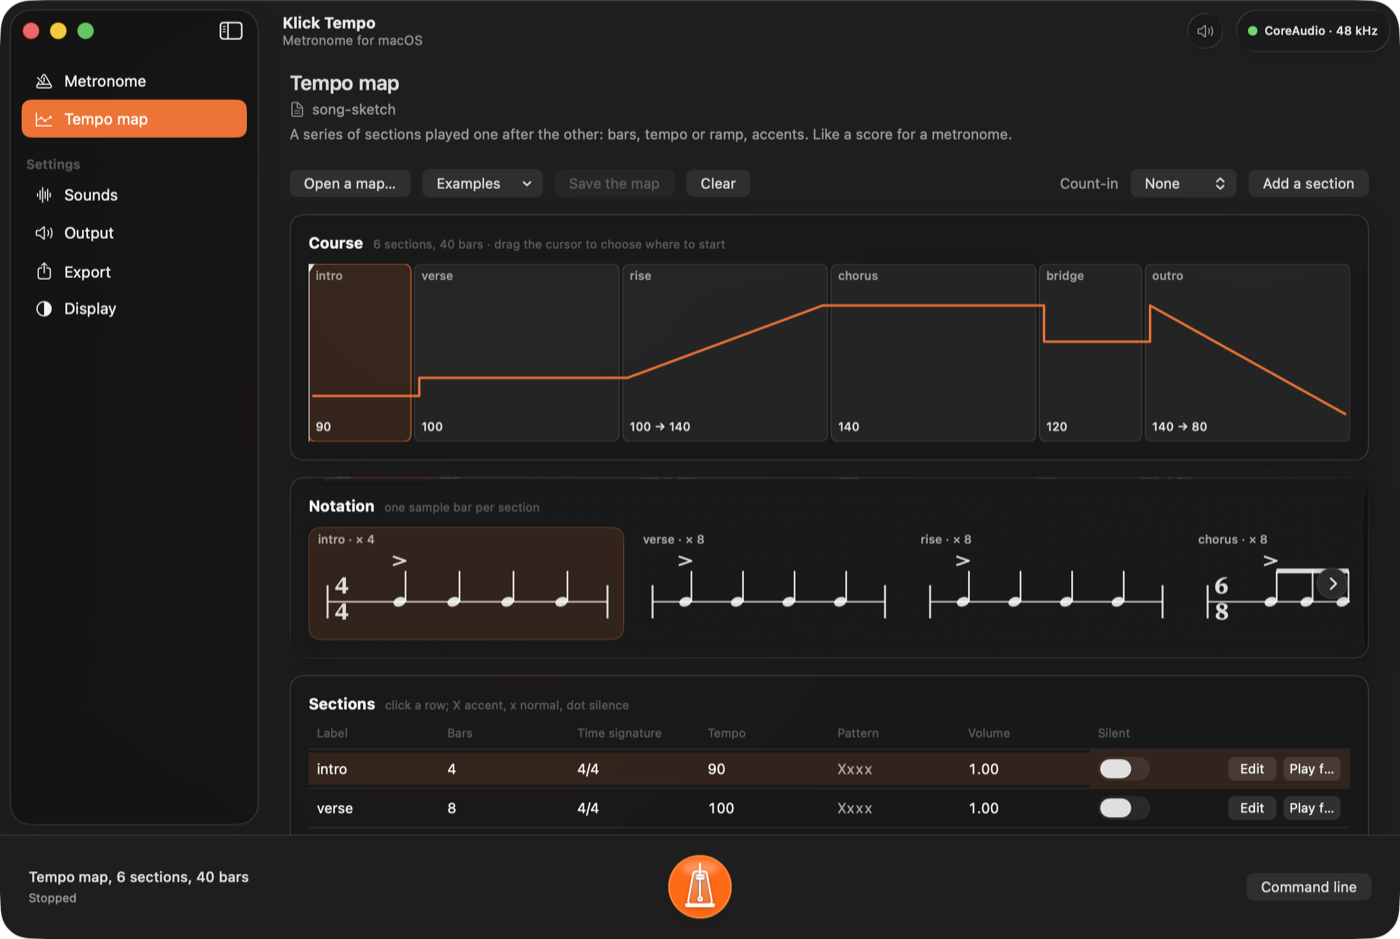 Klick Tempo
Metronome for macOS
CoreAudio · 48 kHz
Metronome
Tempo map
Settings
Sounds
Output
Export
Display
Tempo map
song-sketch
A series of sections played one after the other: bars, tempo or ramp, accents. Like a score for a metronome.
Open a map... Examples Save the map Clear Count-in None Add a section
Course 6 sections, 40 bars · drag the cursor to choose where to start
intro verse rise chorus bridge outro
90 100 100 → 140 140 120 140 → 80
Notation one sample bar per section
intro · × 4 verse · × 8 rise · × 8 chorus · × 8
4 6
4 8
Sections click a row; X accent, x normal, dot silence
Label Bars Time signature Tempo Pattern Volume Silent
intro 4 4/4 90 Xxxx 1.00 Edit Play f...
verse 8 4/4 100 Xxxx 1.00 Edit Play f...
Tempo map, 6 sections, 40 bars
Stopped
Command line